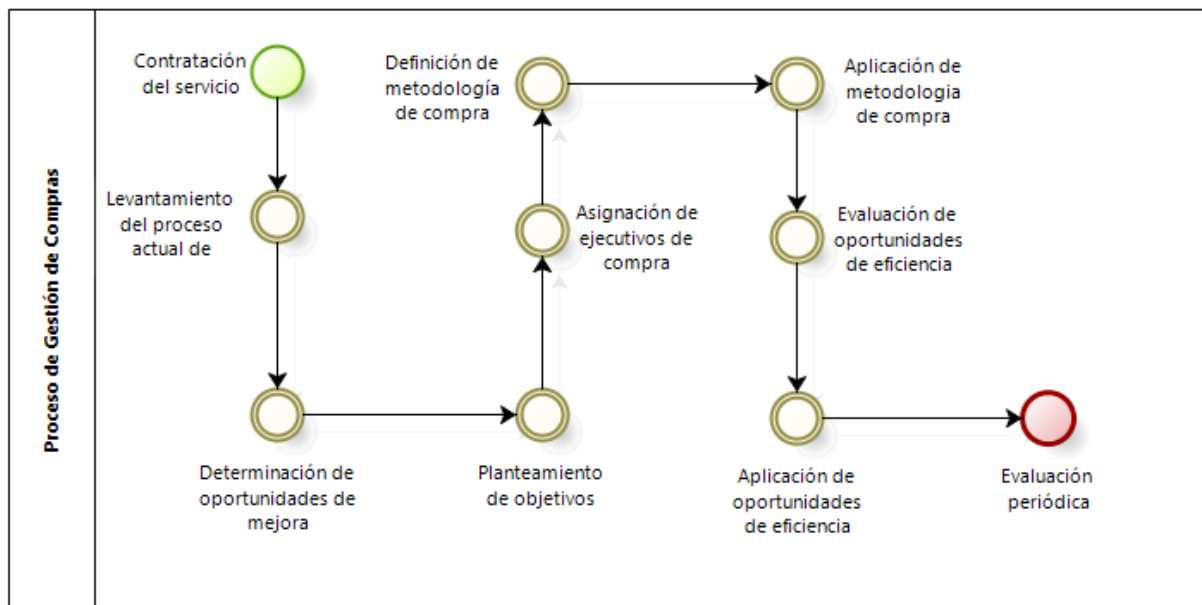 Proceso de Gestión de Compras
Contratación
del servicio
Levantamiento
del proceso
actual de
Determinación de
oportunidades de
mejora
Planteamiento
de objetivos
Asignación de
ejecutivos de
compra
Definición de
metodología
de compra
Aplicación de
metodologia
de compra
Evaluación de
oportunidades
de eficiencia
Aplicación de
oportunidades
de eficiencia
Evaluación
periódica